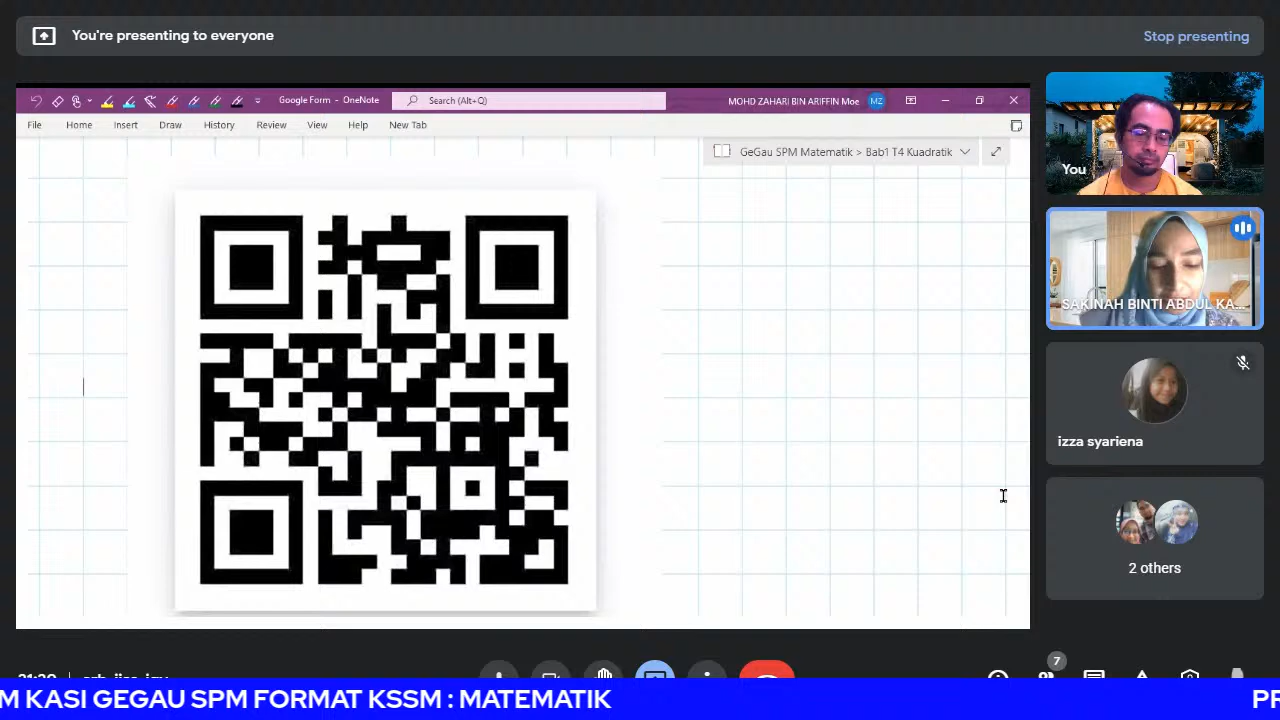 You're presenting to everyone
Stop presenting
Google Form - OneNote
Search (Alt+Q)
MOHD ZAHARI BIN ARIFFIN Moe
MZ
File Home Insert Draw History Review View Help New Tab
GeGau SPM Matematik > Bab1 T4 Kuadratik
You
SAKINAH BINTI ABDUL KA...
izza syariena
2 others
7
M KASI GEGAU SPM FORMAT KSSM : MATEMATIK